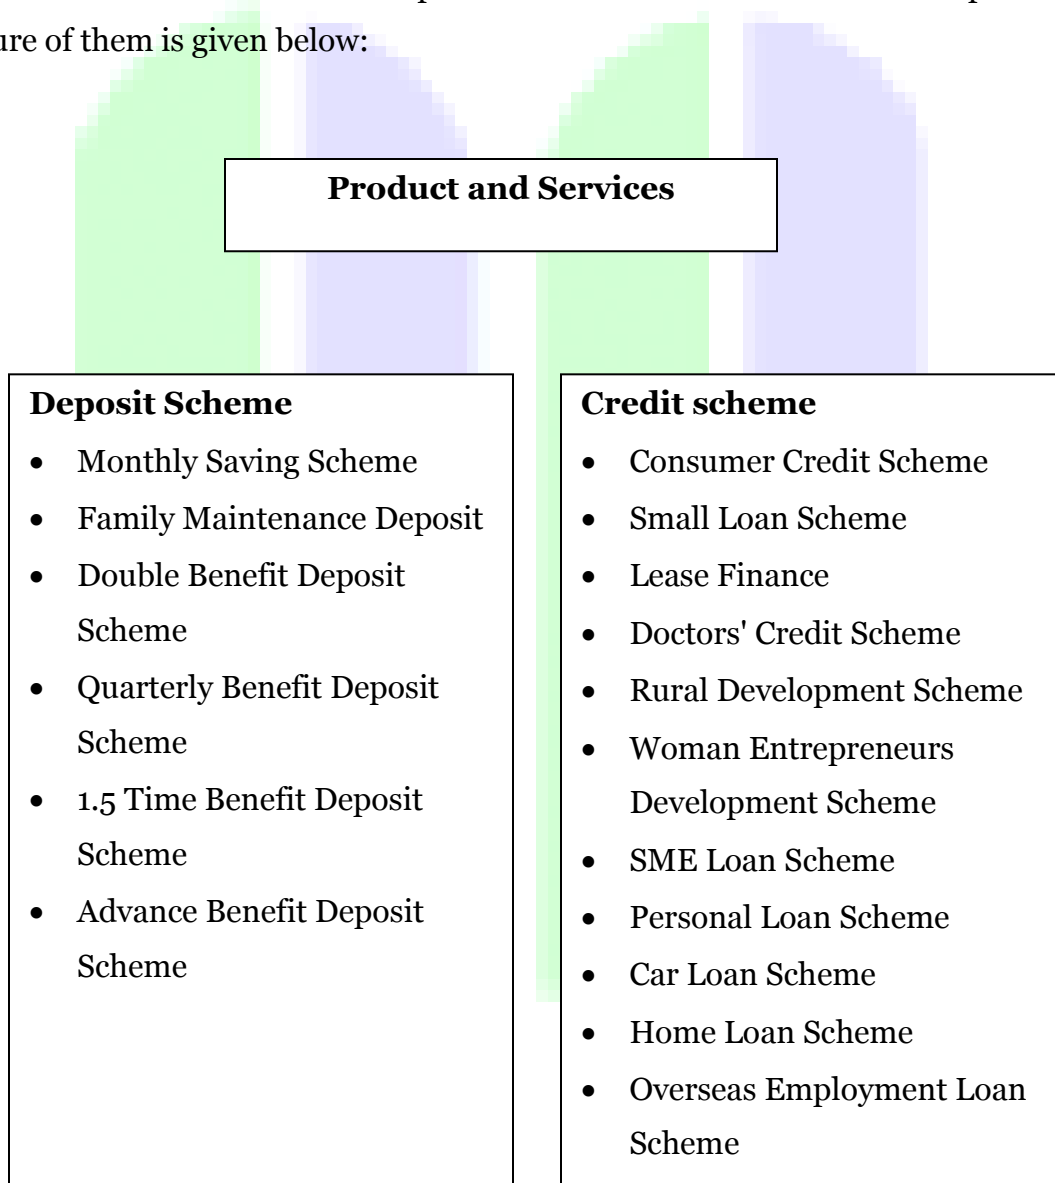 ure of them is given below:
Product and Services
Deposit Scheme
• Monthly Saving Scheme
• Family Maintenance Deposit
• Double Benefit Deposit
Scheme
• Quarterly Benefit Deposit
Scheme
• 1.5 Time Benefit Deposit
Scheme
• Advance Benefit Deposit
Scheme
Credit scheme
• Consumer Credit Scheme
• Small Loan Scheme
• Lease Finance
• Doctors' Credit Scheme
• Rural Development Scheme
• Woman Entrepreneurs
Development Scheme
• SME Loan Scheme
• Personal Loan Scheme
• Car Loan Scheme
• Home Loan Scheme
• Overseas Employment Loan
Scheme